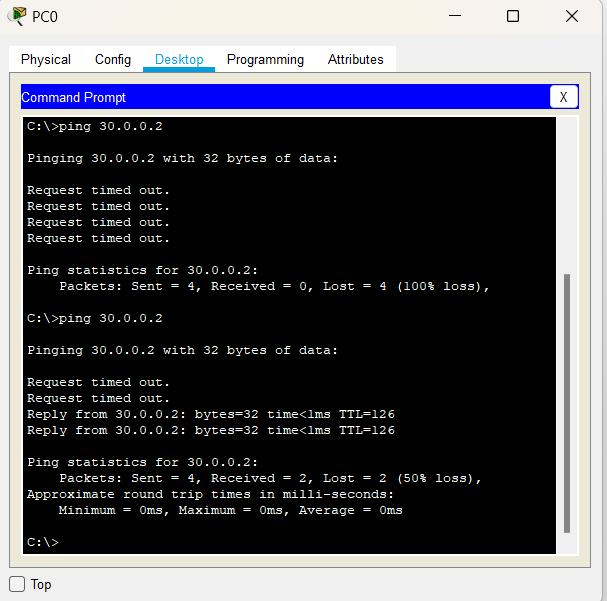 PC0
Physical Config Desktop Programming Attributes
Command Prompt X
C:\>ping 30.0.0.2
Pinging 30.0.0.2 with 32 bytes of data:
Request timed out.
Request timed out.
Request timed out.
Request timed out.
Ping statistics for 30.0.0.2:
Packets: Sent = 4, Received = 0, Lost = 4 (100% loss),
C:\>ping 30.0.0.2
Pinging 30.0.0.2 with 32 bytes of data:
Request timed out.
Request timed out.
Reply from 30.0.0.2: bytes=32 time<1ms TTL=126
Reply from 30.0.0.2: bytes=32 time<1ms TTL=126
Ping statistics for 30.0.0.2:
Packets: Sent = 4, Received = 2, Lost = 2 (50% loss),
Approximate round trip times in milli-seconds:
Minimum = 0ms, Maximum = 0ms, Average = 0ms
C:\>
Top